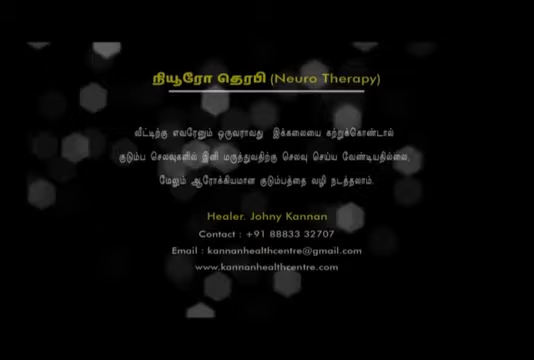 நியூரோ தெரபி (Neuro Therapy)
வீட்டிற்கு எவரேனும் ஒருவராவது இக்கலையை கற்றுக்கொண்டால்
குடும்ப செலவுகளில் இனி மருத்துவதிற்கு செலவு செய்ய வேண்டியதில்லை,
மேலும் ஆரோக்கியமான குடும்பத்தை வழி நடத்தலாம்.
Healer. Johny Kannan
Contact : +91 88833 32707
Email : kannanhealthcentre@gmail.com
www.kannanhealthcentre.com